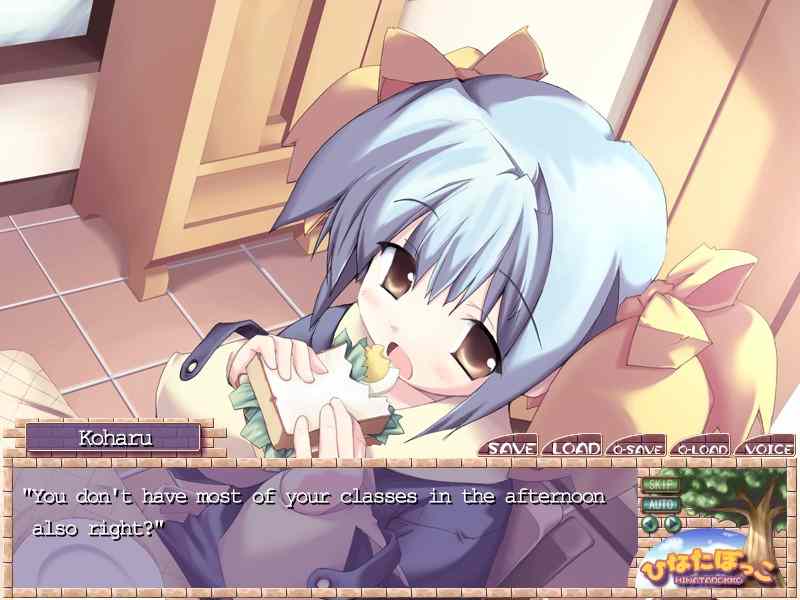 Koharu
SAVE LOAD Q-SAVE Q-LOAD VOICE
"You don't have most of your classes in the afternoon
also right?"
SKIP
AUTO
ひなたぼっこ
HINATABOKKO